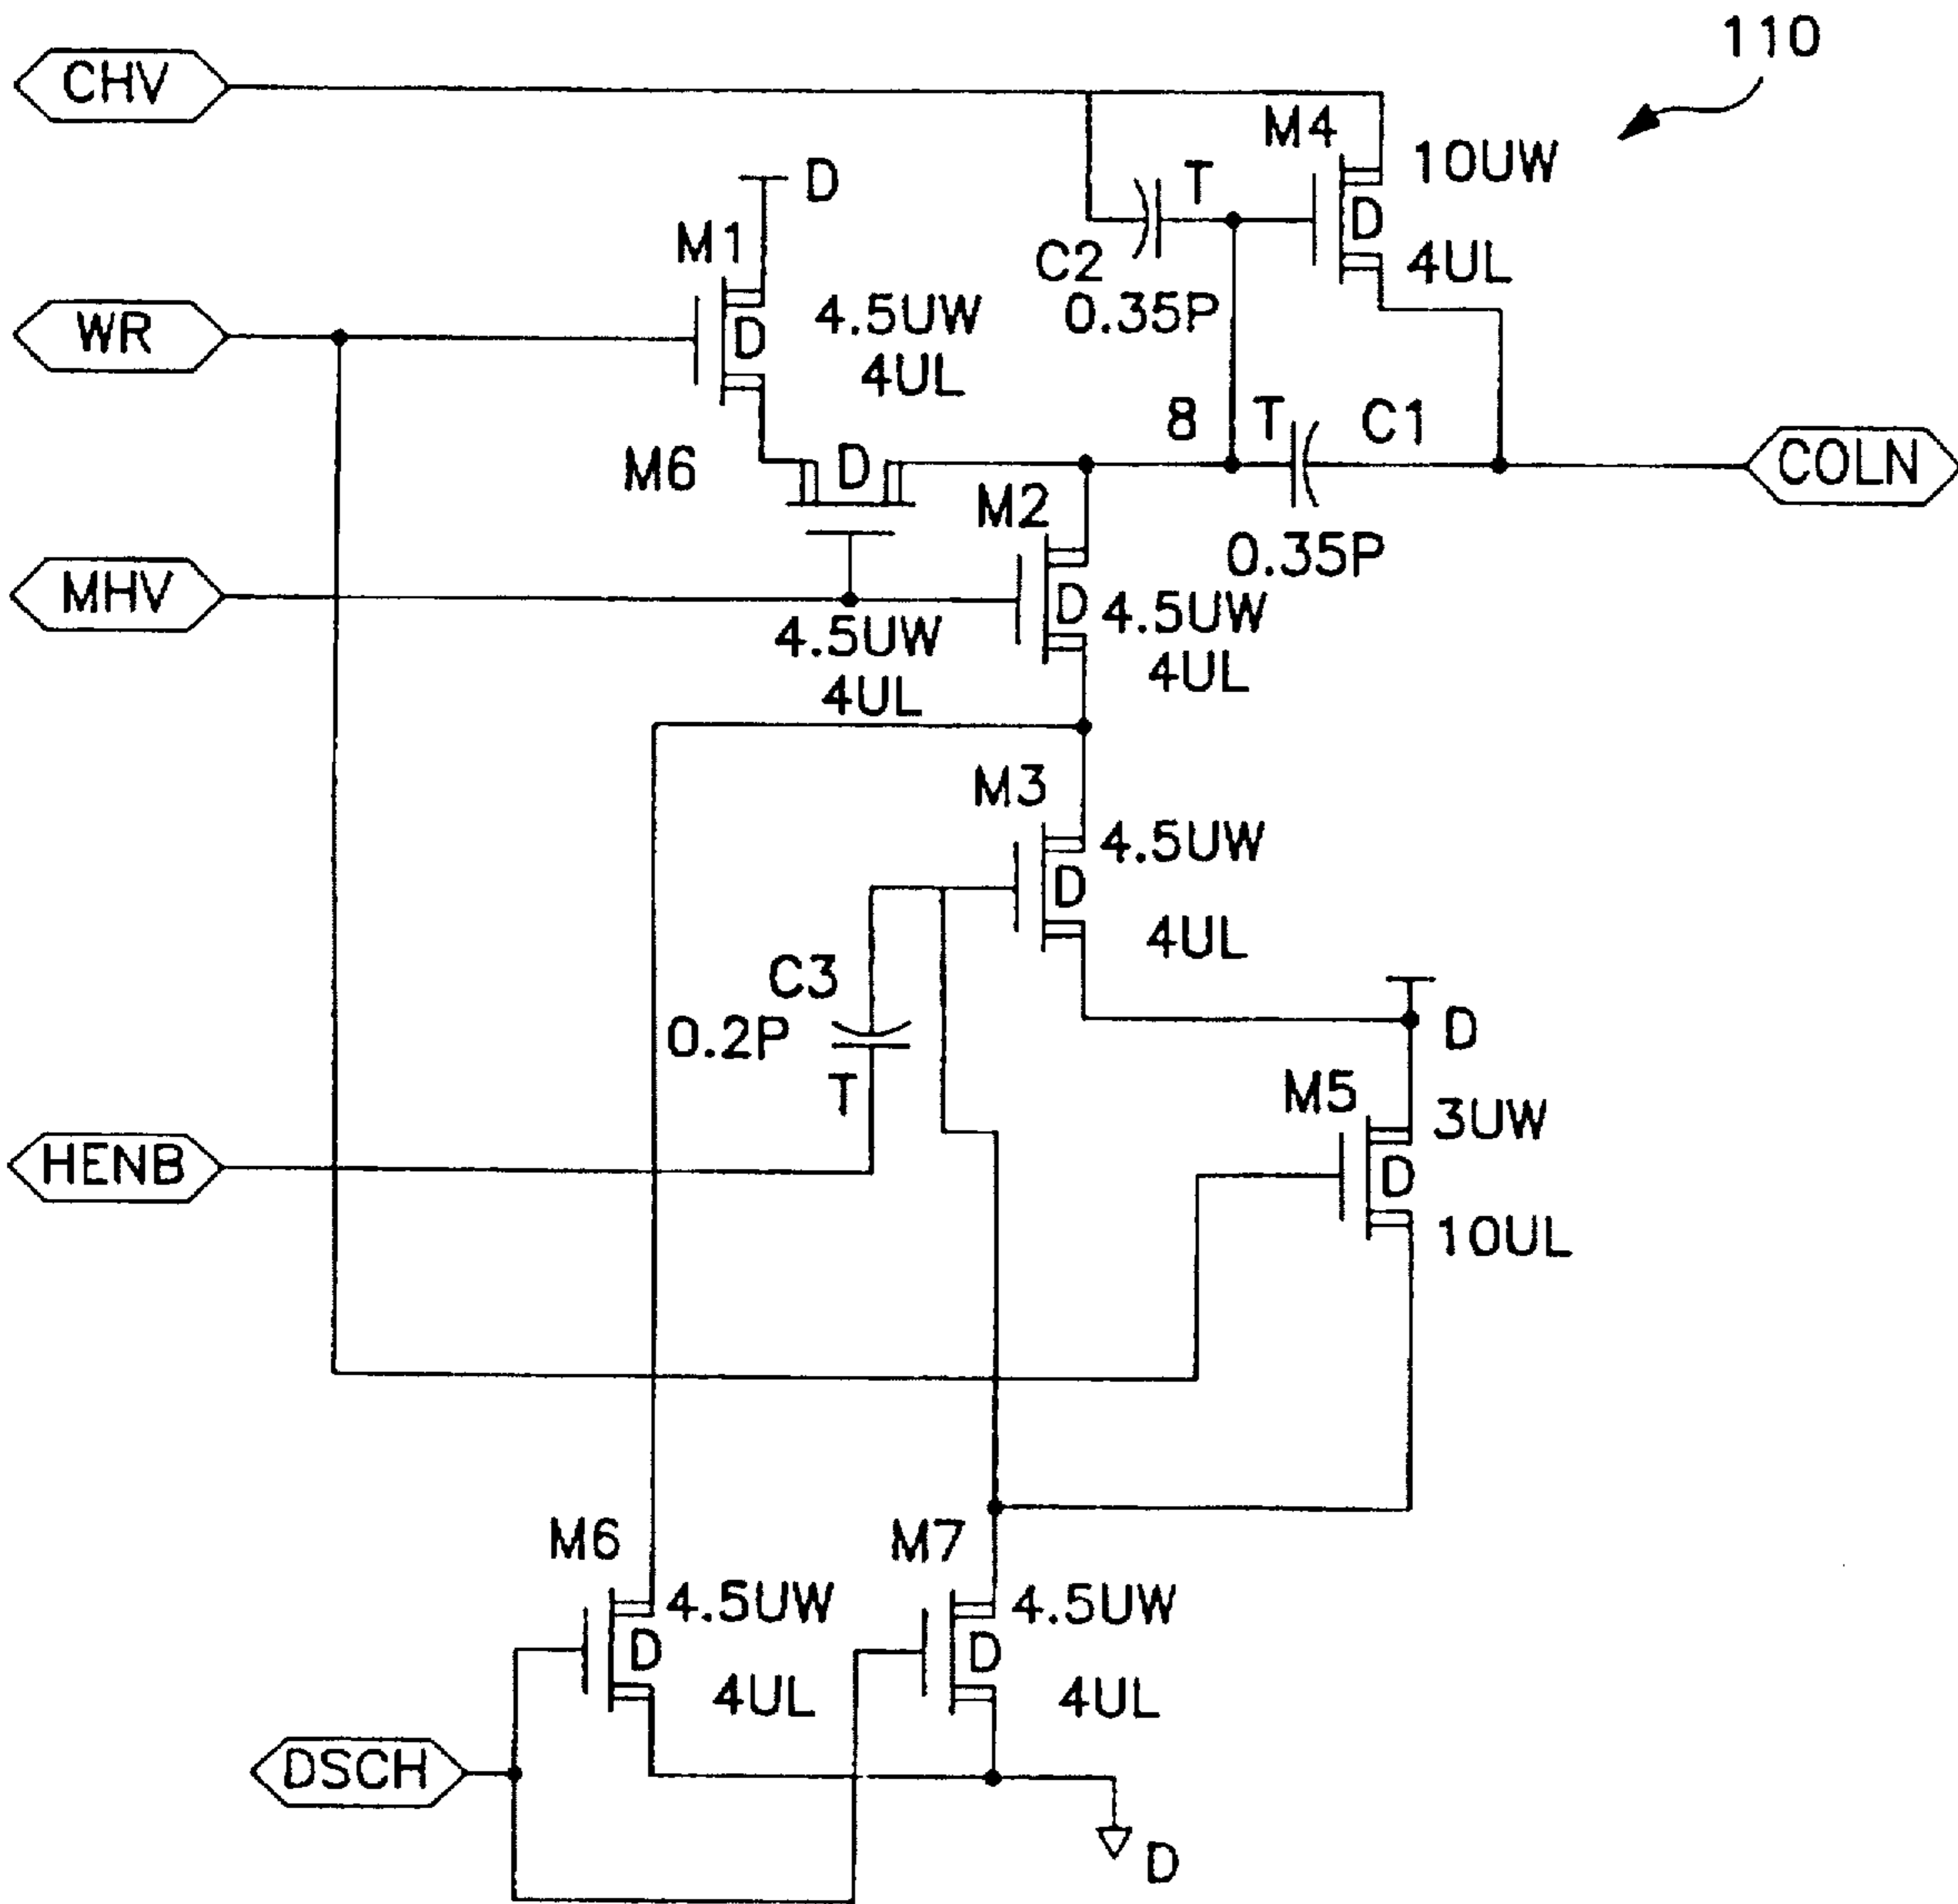 110
CHV
M4
10UW
D
T
D
M1
C2
4UL
0.35P
4.5UW
WR
D
4UL
8
T
C1
M6
D
COLN
M2
0.35P
MHV
D
4.5UW
4.5UW
4UL
4UL
M3
4.5UW
D
4UL
C3
0.2P
D
T
M5
3UW
HENB
D
10UL
M6
M7
4.5UW
4.5UW
D
D
4UL
4UL
DSCH
D